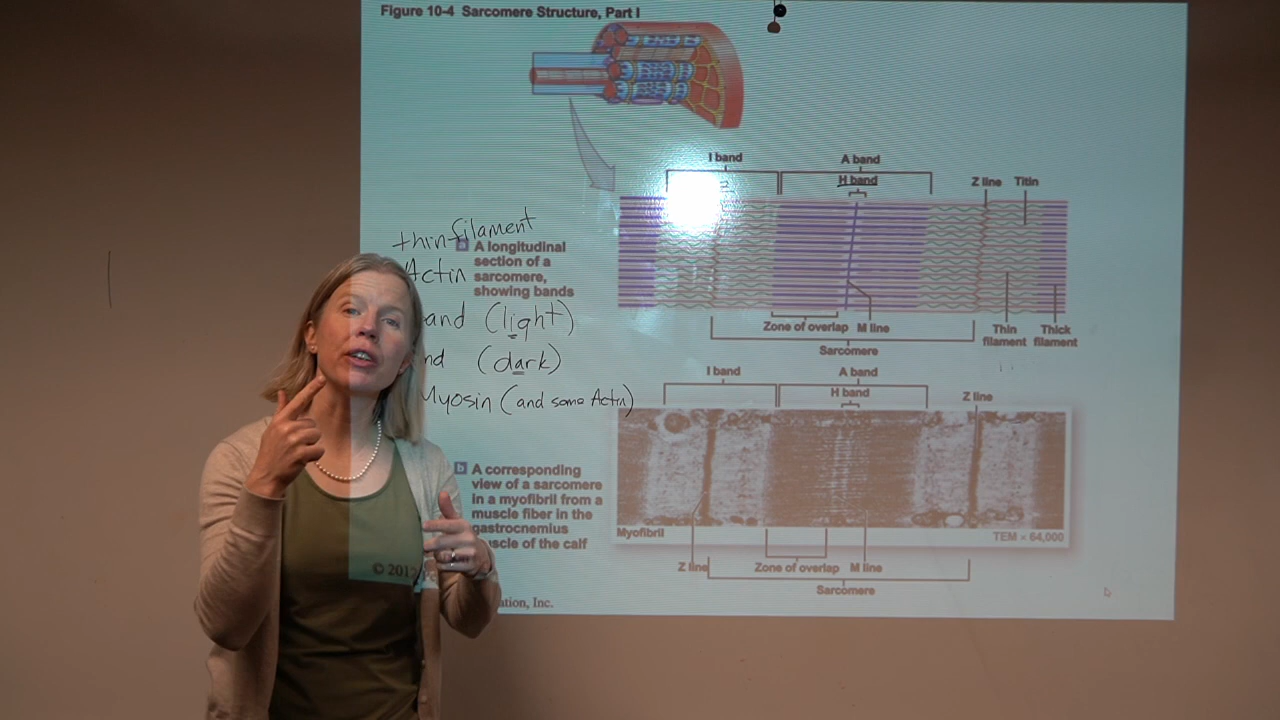 Figure 10-4 Sarcomere Structure, Part I
I band
A band
H band
Z line
Titin
thin filament
Actin
and (light)
nd (dark)
Myosin (and some Actin)
a A longitudinal
section of a
sarcomere,
showing bands
Zone of overlap
M line
Thin
filament
Thick
filament
Sarcomere
I band
A band
H band
Z line
b A corresponding
view of a sarcomere
in a myofibril from a
muscle fiber in the
gastrocnemius
scle of the calf
Myofibril
TEM × 64,000
Z line
Zone of overlap
M line
Sarcomere
© 2012
ation, Inc.